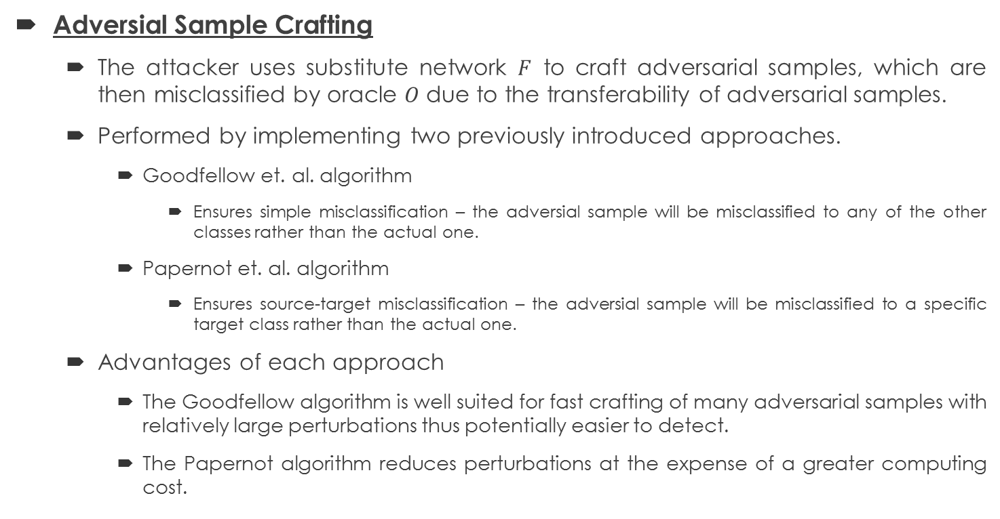 Adversial Sample Crafting
The attacker uses substitute network F to craft adversarial samples, which are
then misclassified by oracle O due to the transferability of adversarial samples.
Performed by implementing two previously introduced approaches.
Goodfellow et. al. algorithm
Ensures simple misclassification – the adversial sample will be misclassified to any of the other
classes rather than the actual one.
Papernot et. al. algorithm
Ensures source-target misclassification – the adversial sample will be misclassified to a specific
target class rather than the actual one.
Advantages of each approach
The Goodfellow algorithm is well suited for fast crafting of many adversarial samples with
relatively large perturbations thus potentially easier to detect.
The Papernot algorithm reduces perturbations at the expense of a greater computing
cost.